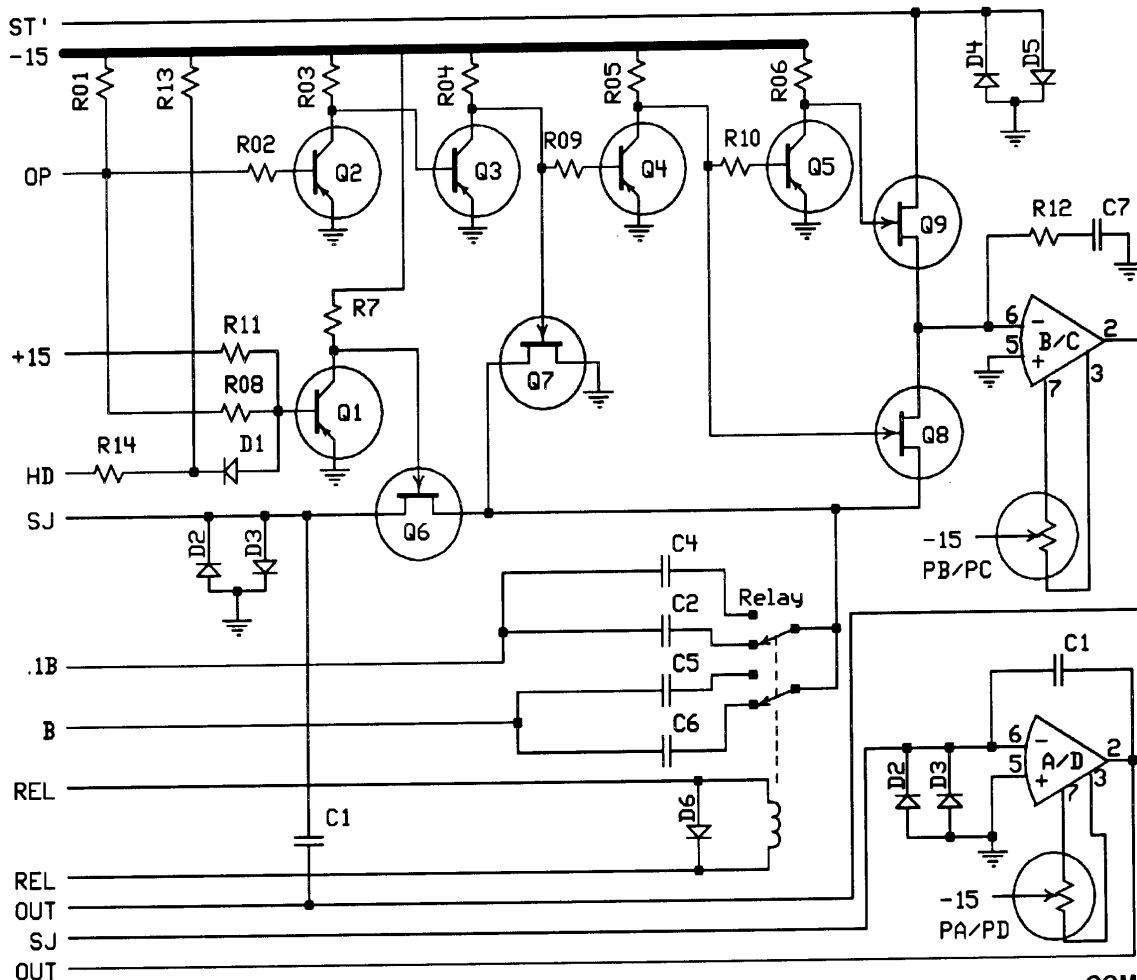 ST'
-15
R01
R13
R03
R04
R05
R06
D4
D5
OP
R02
Q2
Q3
R09
Q4
R10
Q5
Q9
R12
C7
R7
+15
R11
R08
Q1
Q7
6
-
B/C
2
5
+
7
3
HD
R14
D1
Q8
SJ
D2
D3
Q6
-15
PB/PC
C4
Relay
C2
.1B
C5
C1
B
C6
6
-
A/D
2
5
+
7
3
D2
D3
REL
D6
C1
REL
OUT
-15
SJ
PA/PD
OUT